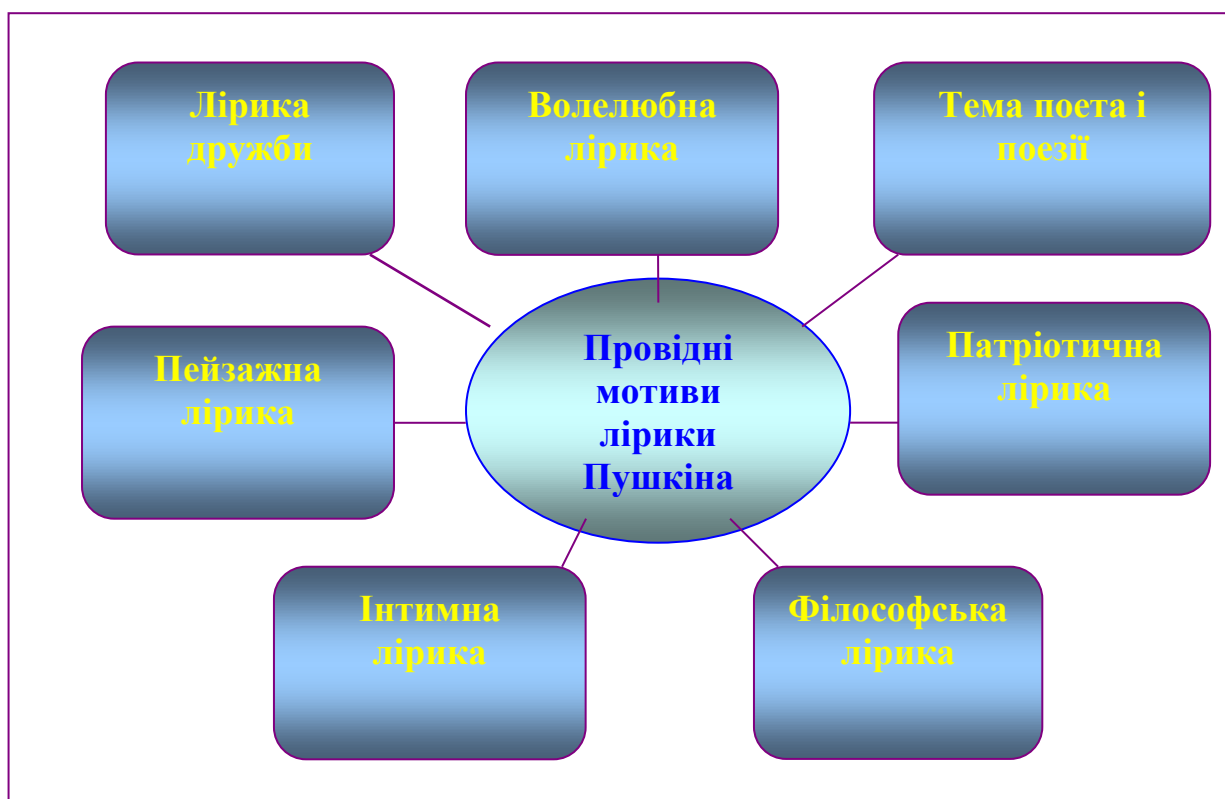 Лірика
дружби
Волелюбна
лірика
Тема поета і
поезії
Пейзажна
лірика
Провідні
мотиви
лірики
Пушкіна
Патріотична
лірика
Інтимна
лірика
Філософська
лірика